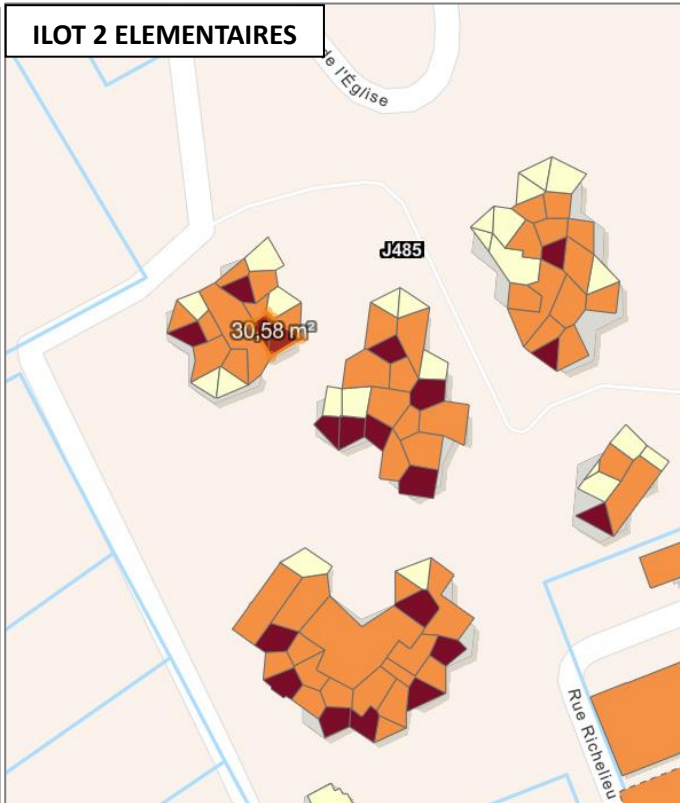 ILOT 2 ELEMENTAIRES
de l'Église
J485
30,58 m²
Rue Richelieu